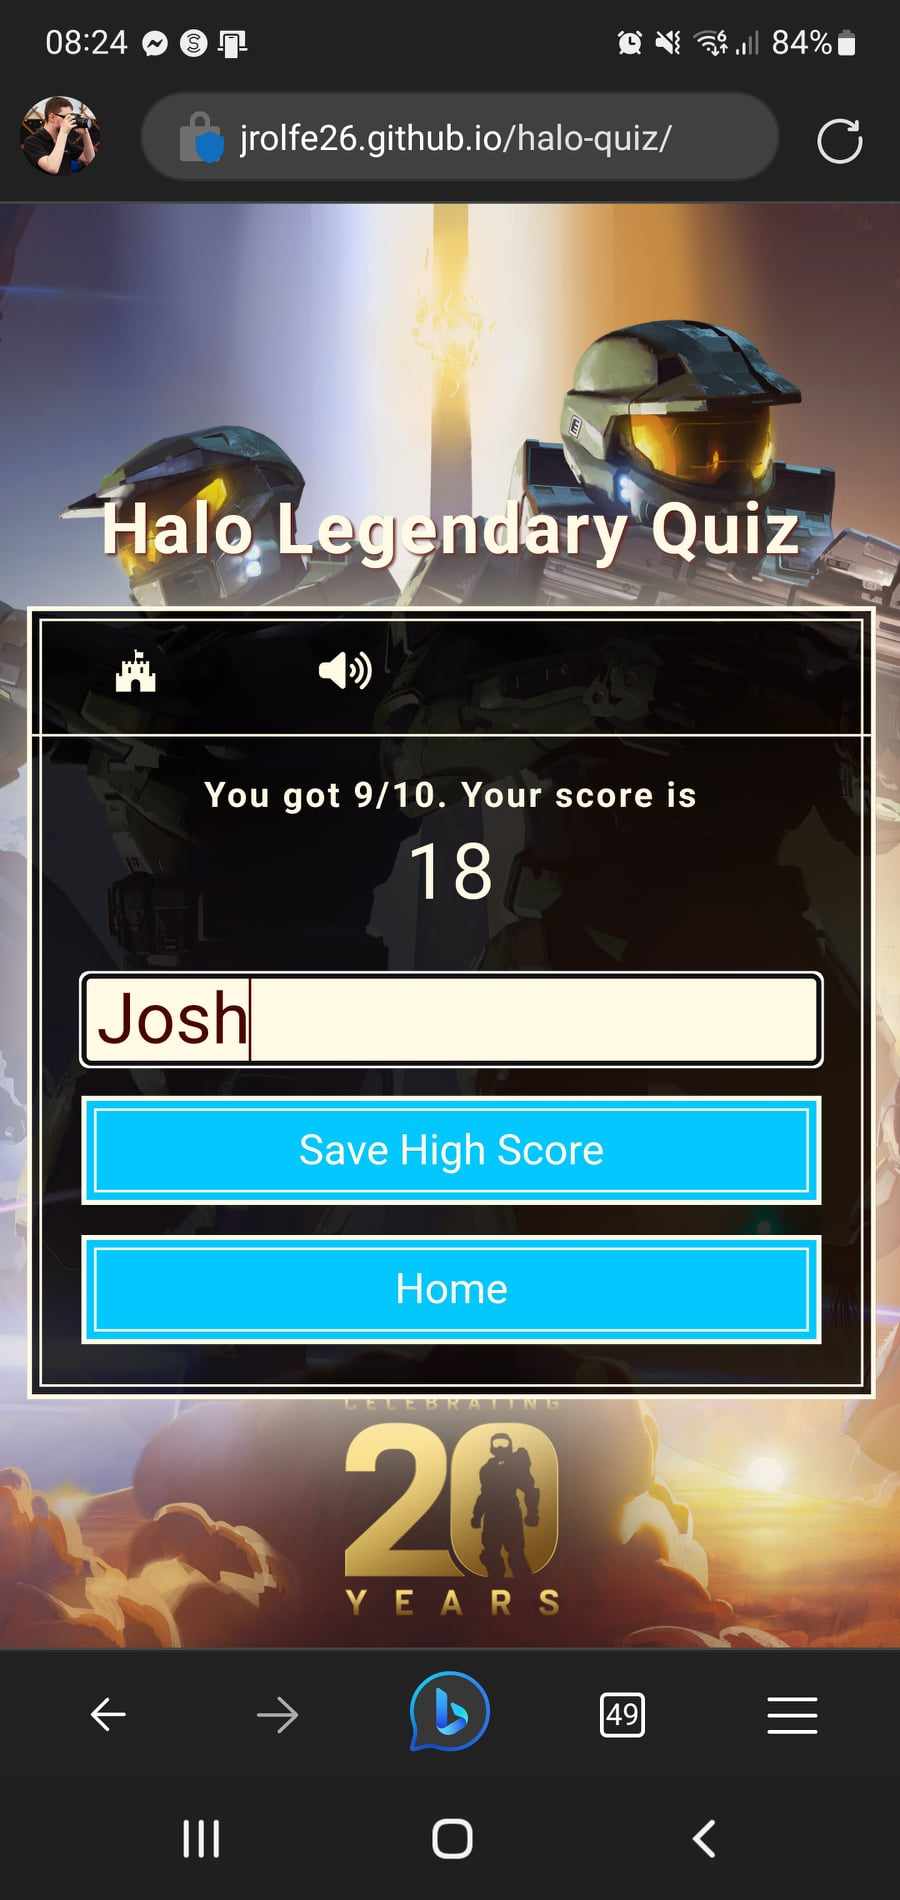 08:24 84%
jrolfe26.github.io/halo-quiz/
E
Halo Legendary Quiz
You got 9/10. Your score is
18
Josh
Save High Score
Home
CELEBRATING
20
YEARS
49